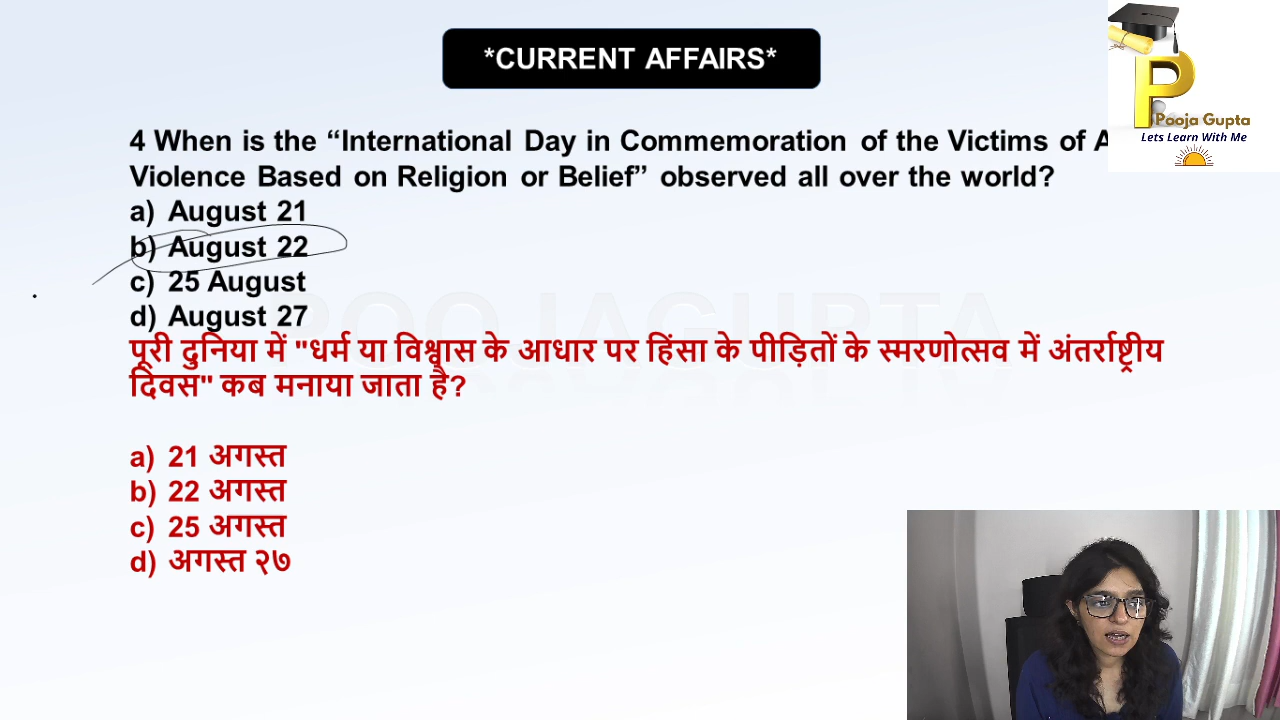 *CURRENT AFFAIRS*
P
Pooja Gupta
Lets Learn With Me
4 When is the “International Day in Commemoration of the Victims of A
Violence Based on Religion or Belief” observed all over the world?
a) August 21
b) August 22
c) 25 August
d) August 27
POOJAGUPTA
पूरी दुनिया में "धर्म या विश्वास के आधार पर हिंसा के पीड़ितों के स्मरणोत्सव में अंतर्राष्ट्रीय
दिवस" कब मनाया जाता है?
a) 21 अगस्त
b) 22 अगस्त
c) 25 अगस्त
d) अगस्त २७